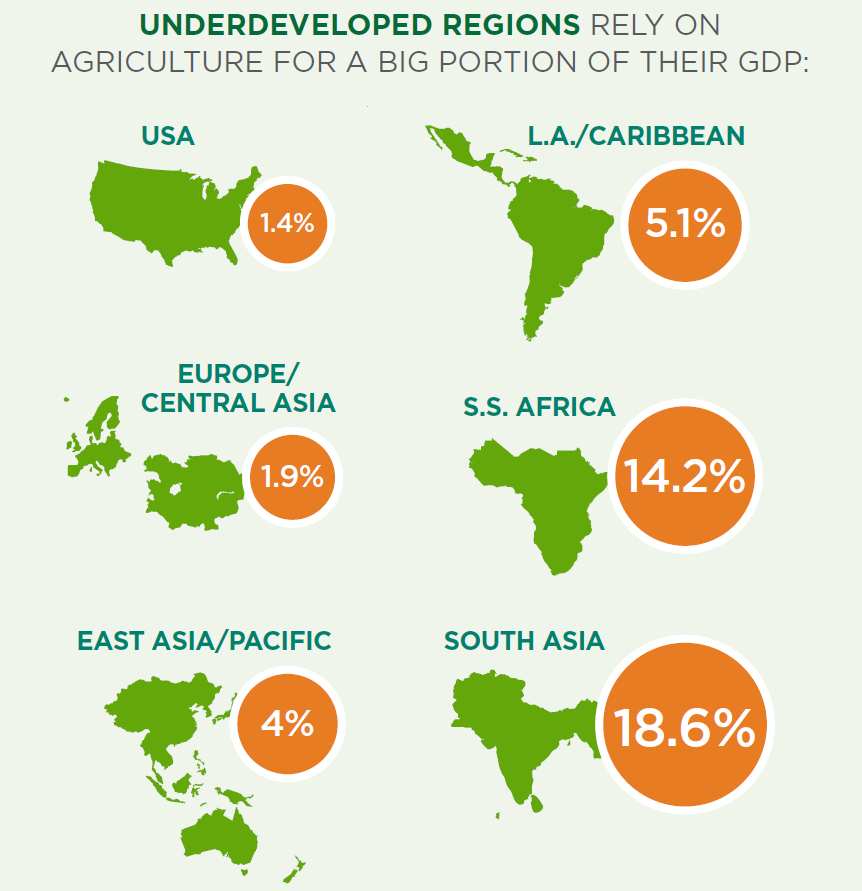 UNDERDEVELOPED REGIONS RELY ON
AGRICULTURE FOR A BIG PORTION OF THEIR GDP:
USA
1.4%
L.A./CARIBBEAN
5.1%
EUROPE/
CENTRAL ASIA
1.9%
S.S. AFRICA
14.2%
EAST ASIA/PACIFIC
4%
SOUTH ASIA
18.6%